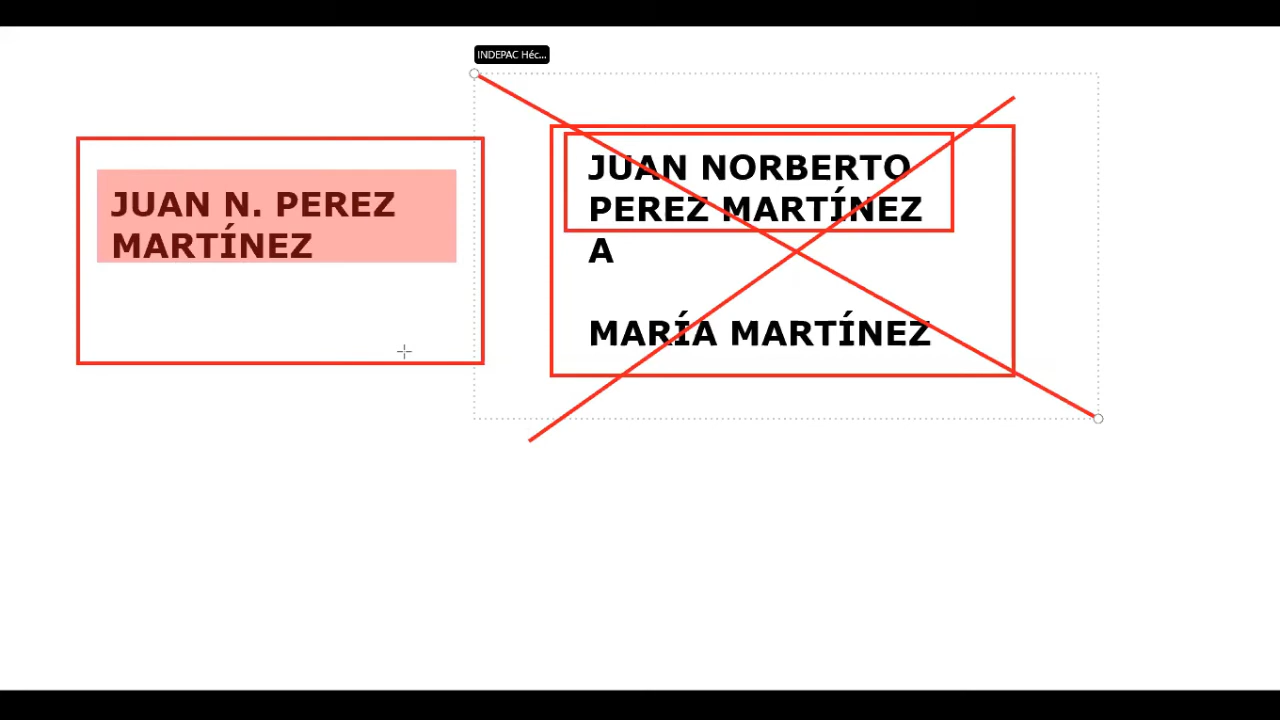 INDEPAC Héc...
JUAN N. PEREZ
MARTÍNEZ
JUAN NORBERTO
PEREZ MARTÍNEZ
A
MARÍA MARTÍNEZ